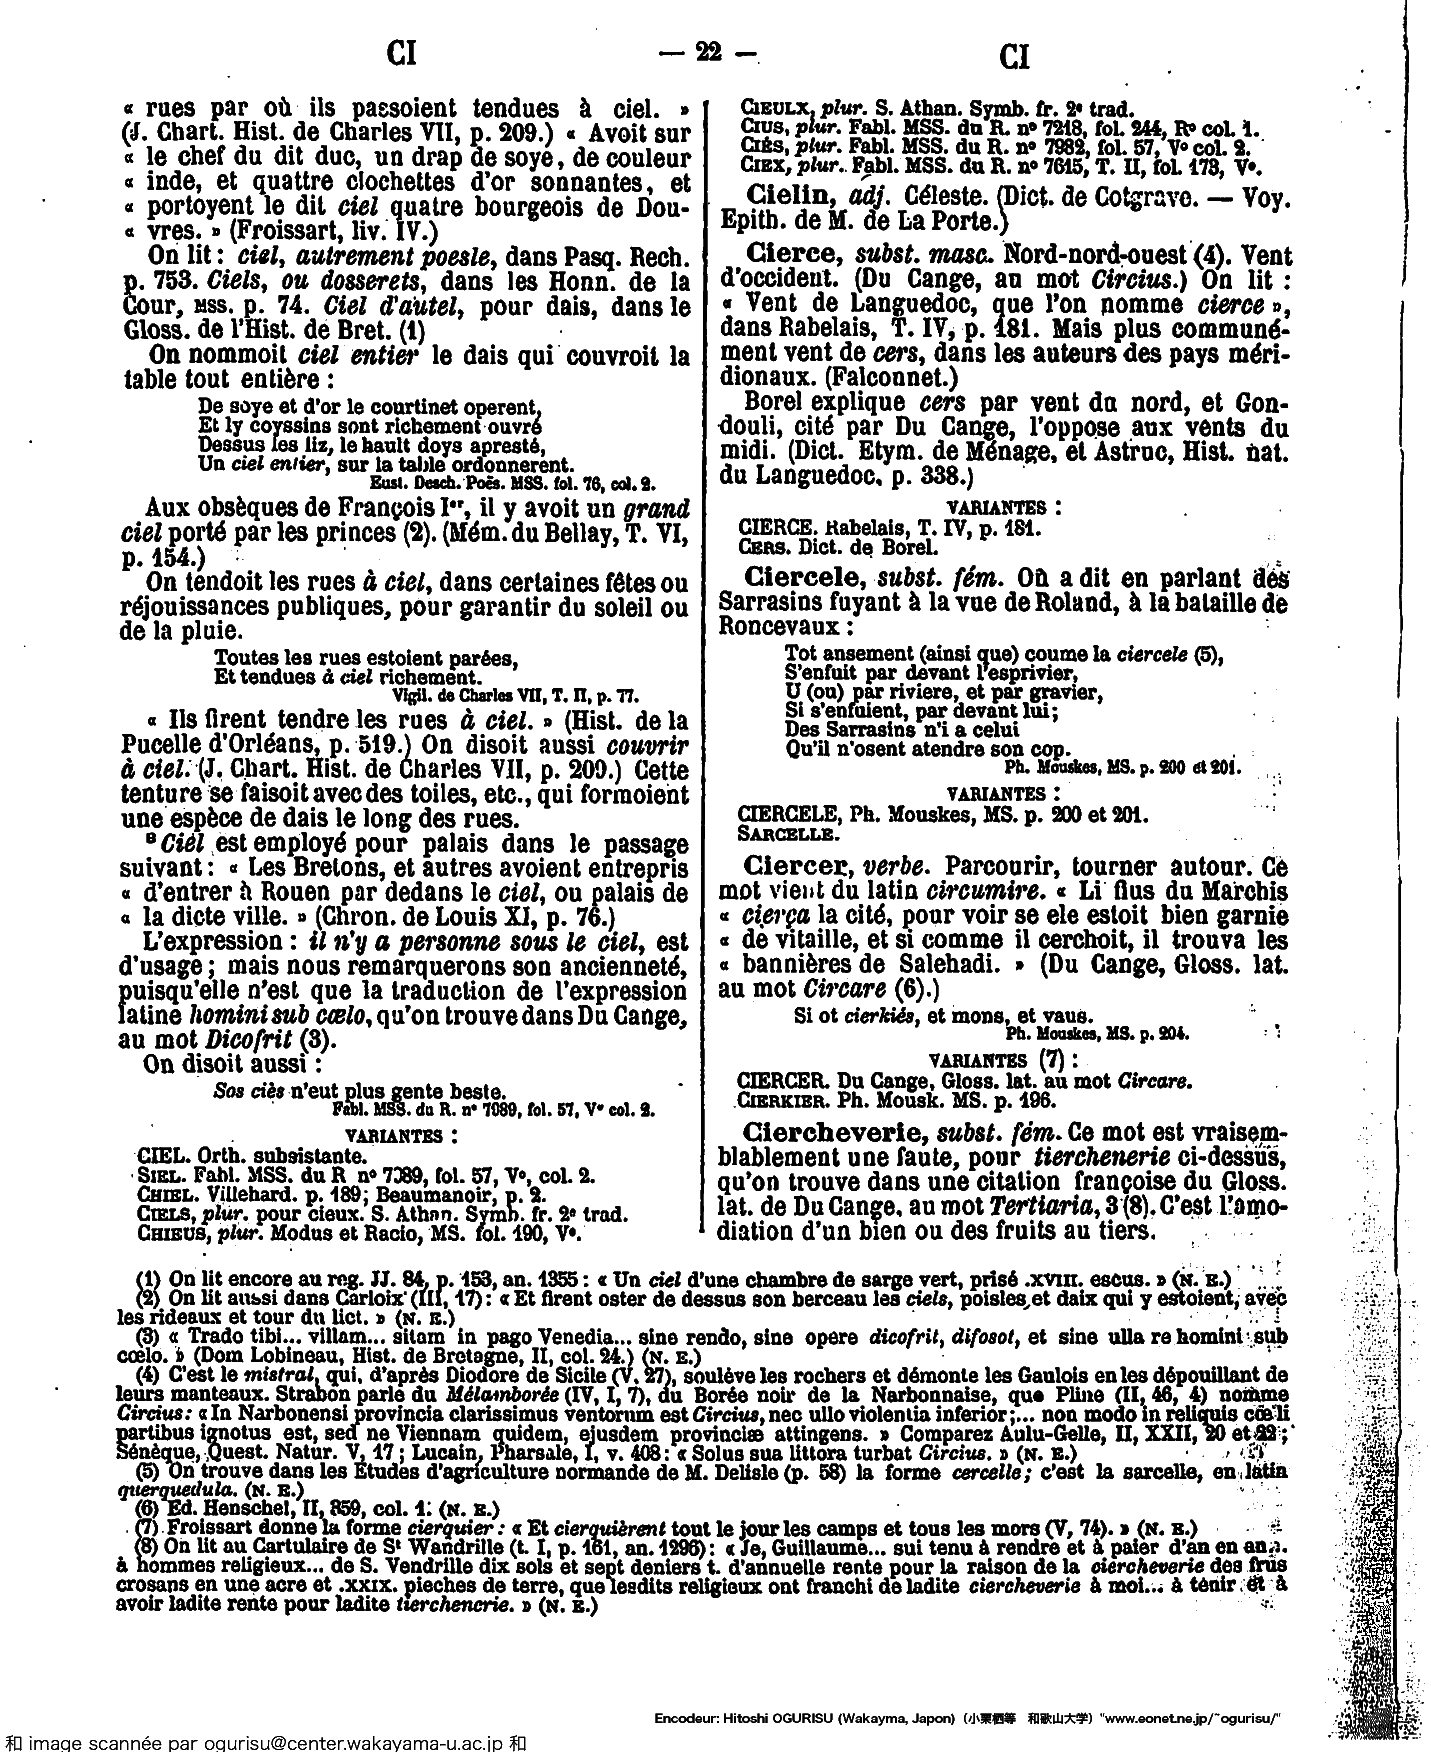 CI
— 22 —
CI
« rues par où ils passoient tendues à ciel. »
(J. Chart. Hist. de Charles VII, p. 209.) « Avoit sur
« le chef du dit duc, un drap de soye, de couleur
« inde, et quattre clochettes d'or sonnantes, et
« portoyent le dit ciel quatre bourgeois de Dou-
« vres. » (Froissart, liv. IV.)
On lit : ciel, autrement poesle, dans Pasq. Rech.
p. 753. Ciels, ou dosserets, dans les Honn. de la
Cour, MSS. p. 74. Ciel d'autel, pour dais, dans le
Gloss. de l'Hist. de Bret. (1)
On nommoit ciel entier le dais qui couvroit la
table tout entière :
De soye et d'or le courtinet operent,
Et ly coyssins sont richement ouvré
Dessus les liz, le hault doys apresté,
Un ciel entier, sur la table ordonnerent.
Eust. Desch. Poës. MSS. fol. 76, col. 2.
Aux obsèques de François Ier, il y avoit un grand
ciel porté par les princes (2). (Mém. du Bellay, T. VI,
p. 154.)
On tendoit les rues à ciel, dans certaines fêtes ou
réjouissances publiques, pour garantir du soleil ou
de la pluie.
Toutes les rues estoient parées,
Et tendues à ciel richement.
Vigil. de Charles VII, T. II, p. 77.
« Ils firent tendre les rues à ciel. » (Hist. de la
Pucelle d'Orléans, p. 519.) On disoit aussi couvrir
à ciel. (J. Chart. Hist. de Charles VII, p. 209.) Cette
tenture se faisoit avec des toiles, etc., qui formoient
une espèce de dais le long des rues.
B Ciel est employé pour palais dans le passage
suivant : « Les Bretons, et autres avoient entrepris
« d'entrer à Rouen par dedans le ciel, ou palais de
« la dicte ville. » (Chron. de Louis XI, p. 76.)
L'expression : il n'y a personne sous le ciel, est
d'usage ; mais nous remarquerons son ancienneté,
puisqu'elle n'est que la traduction de l'expression
latine homini sub cœlo, qu'on trouve dans Du Cange,
au mot Dicofrit (3).
On disoit aussi :
Sos ciès n'eut plus gente beste.
Fabl. MSS. du R. n° 7989, fol. 57, V° col. 2.
VARIANTES :
CIEL. Orth. subsistante.
SIEL. Fabl. MSS. du R n° 7989, fol. 57, V°, col. 2.
CHIEL. Villehard. p. 189; Beaumanoir, p. 2.
CIELS, plur. pour cieux. S. Athan. Symb. fr. 2e trad.
CHIEUS, plur. Modus et Racio, MS. fol. 190, V°.
CIEULX, plur. S. Athan. Symb. fr. 2e trad.
CIUS, plur. Fabl. MSS. du R. n° 7218, fol. 244, R° col. 1.
CIÈS, plur. Fabl. MSS. du R. n° 7982, fol. 57, V° col. 2.
CIEX, plur. Fabl. MSS. du R. n° 7615, T. II, fol. 173, V°.
Cielin, adj. Céleste. (Dict. de Cotgrave. — Voy.
Epith. de M. de La Porte.)
Cierce, subst. masc. Nord-nord-ouest (4). Vent
d'occident. (Du Cange, au mot Circius.) On lit :
« Vent de Languedoc, que l'on nomme cierce »,
dans Rabelais, T. IV, p. 181. Mais plus communé-
ment vent de cers, dans les auteurs des pays méri-
dionaux. (Falconnet.)
Borel explique cers par vent du nord, et Gon-
douli, cité par Du Cange, l'oppose aux vents du
midi. (Dict. Etym. de Ménage, et Astruc, Hist. nat.
du Languedoc, p. 338.)
VARIANTES :
CIERCE. Rabelais, T. IV, p. 181.
CERS. Dict. de Borel.
Ciercele, subst. fém. On a dit en parlant des
Sarrasins fuyant à la vue de Roland, à la bataille de
Roncevaux :
Tot ansement (ainsi que) coume la ciercele (5),
S'enfuit par devant l'esprivier,
U (ou) par riviere, et par gravier,
Si s'enfuient, par devant lui;
Des Sarrasins n'i a celui
Qu'il n'osent atendre son cop.
Ph. Mouskes, MS. p. 200 et 201.
VARIANTES :
CIERCELE, Ph. Mouskes, MS. p. 200 et 201.
SARCELLE.
Ciercer, verbe. Parcourir, tourner autour. Ce
mot vient du latin circumire. « Li fius du Marchis
« cierça la cité, pour voir se ele estoit bien garnie
« de vitaille, et si comme il cerchoit, il trouva les
« bannières de Salehadi. » (Du Cange, Gloss. lat.
au mot Circare (6).)
Si ot cierkiés, et mons, et vaus.
Ph. Mouskes, MS. p. 204.
VARIANTES (7) :
CIERCER. Du Cange, Gloss. lat. au mot Circare.
CIERKIER. Ph. Mousk. MS. p. 196.
Ciercheverie, subst. fém. Ce mot est vraisem-
blablement une faute, pour tierchenerie ci-dessus,
qu'on trouve dans une citation françoise du Gloss.
lat. de Du Cange, au mot Tertiaria, 3 (8). C'est l'amo-
diation d'un bien ou des fruits au tiers.
(1) On lit encore au reg. JJ. 84, p. 153, an. 1355 : « Un ciel d'une chambre de sarge vert, prisé .XVIII. escus. » (N. E.)
(2) On lit aussi dans Carloix (III, 17) : « Et firent oster de dessus son berceau les ciels, poisles et daix qui y estoient, avec
les rideaux et tour du lict. » (N. E.)
(3) « Trado tibi... villam... sitam in pago Venedia... sine rendo, sine opere dicofrit, difosot, et sine ulla re homini sub
cœlo. » (Dom Lobineau, Hist. de Bretagne, II, col. 24.) (N. E.)
(4) C'est le mistral, qui, d'après Diodore de Sicile (V, 27), soulève les rochers et démonte les Gaulois en les dépouillant de
leurs manteaux. Strabon parle du Mélamborée (IV, I, 7), du Borée noir de la Narbonnaise, que Pline (II, 46, 4) nomme
Circius : « In Narbonensi provincia clarissimus ventorum est Circius, nec ullo violentia inferior ;... non modo in reliquis cœli
partibus ignotus est, sed ne Viennam quidem, ejusdem provinciæ attingens. » Comparez Aulu-Gelle, II, XXII, 20 et 22 ;
Sénèque, Quest. Natur. V, 17 ; Lucain, Pharsale, I, v. 408 : « Solus sua littora turbat Circius. » (N. E.)
(5) On trouve dans les Etudes d'agriculture normande de M. Delisle (p. 58) la forme cercelle ; c'est la sarcelle, en latin
querquedula. (N. E.)
(6) Ed. Henschel, II, 359, col. 1. (N. E.)
(7) Froissart donne la forme cierquier : « Et cierquièrent tout le jour les camps et tous les mors (V, 74). » (N. E.)
(8) On lit au Cartulaire de St Wandrille (t. I, p. 161, an. 1296) : « Je, Guillaume... sui tenu à rendre et à paier d'an en an...
à hommes religieux... de S. Vendrille dix sols et sept deniers t. d'annuelle rente pour la raison de la ciercheverie des frus
crosans en une acre et .XXIX. pieches de terre, que lesdits religieux ont franchi de ladite ciercheverie à moi... à tenir et à
avoir ladite rente pour ladite tierchencrie. » (N. E.)
Encodeur: Hitoshi OGURISU (Wakayma, Japon) (小栗栖等 和歌山大学) "www.eonet.ne.jp/~ogurisu/"
和 image scannée par ogurisu@center.wakayama-u.ac.jp 和